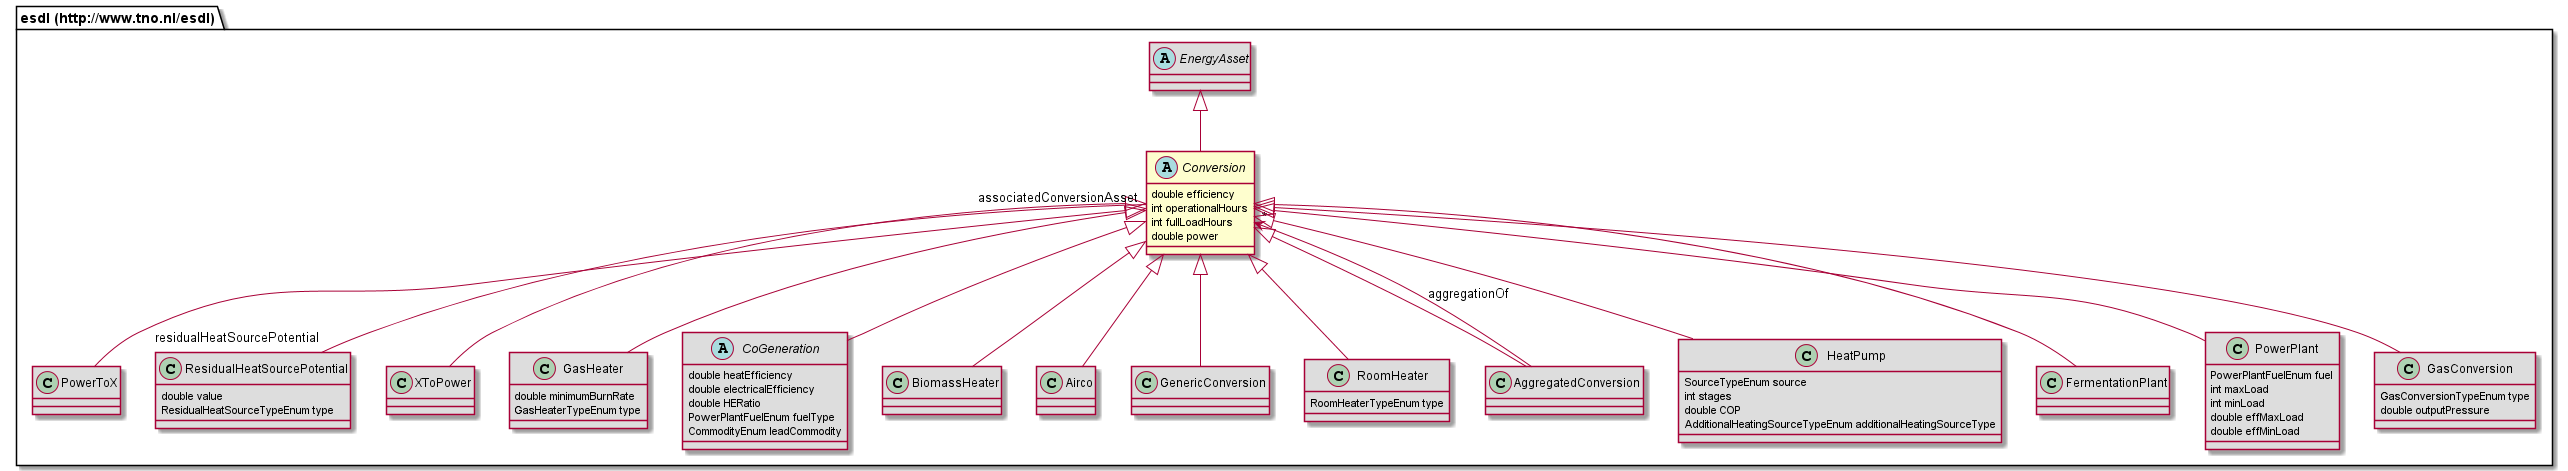 esdl (http://www.tno.nl/esdl)
A EnergyAsset
A Conversion
double efficiency
int operationalHours
int fullLoadHours
double power
associatedConversionAsset
*
aggregationOf
residualHeatSourcePotential
C PowerToX
C ResidualHeatSourcePotential
double value
ResidualHeatSourceTypeEnum type
C XToPower
C GasHeater
double minimumBurnRate
GasHeaterTypeEnum type
A CoGeneration
double heatEfficiency
double electricalEfficiency
double HERatio
PowerPlantFuelEnum fuelType
CommodityEnum leadCommodity
C BiomassHeater
C Airco
C GenericConversion
C RoomHeater
RoomHeaterTypeEnum type
C AggregatedConversion
C HeatPump
SourceTypeEnum source
int stages
double COP
AdditionalHeatingSourceTypeEnum additionalHeatingSourceType
C FermentationPlant
C PowerPlant
PowerPlantFuelEnum fuel
int maxLoad
int minLoad
double effMaxLoad
double effMinLoad
C GasConversion
GasConversionTypeEnum type
double outputPressure